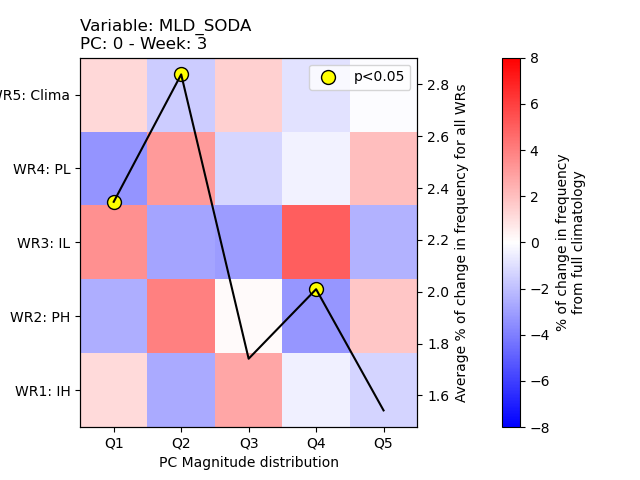 Variable: MLD_SODA
PC: 0 - Week: 3
p<0.05
WR5: Clima
WR4: PL
WR3: IL
WR2: PH
WR1: IH
Q1 Q2 Q3 Q4 Q5
PC Magnitude distribution
2.8
2.6
2.4
2.2
2.0
1.8
1.6
Average % of change in frequency for all WRs
8
6
4
2
0
−2
−4
−6
−8
% of change in frequency
from full climatology